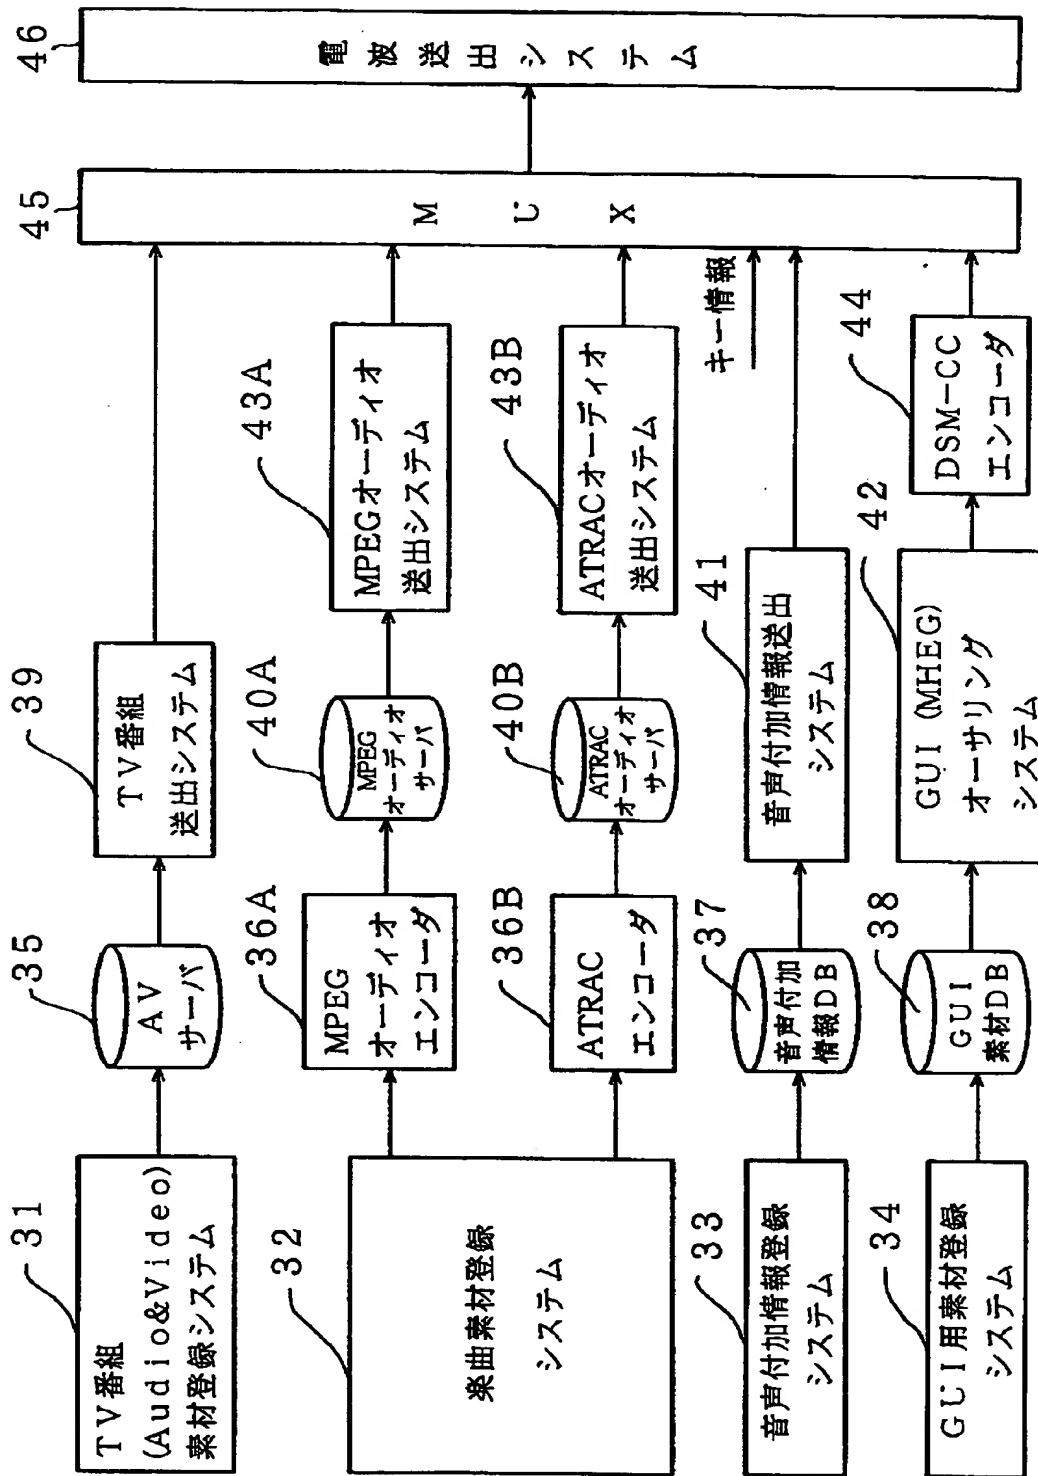 31
TV番組
(Audio&Video)
素材登録システム
35
AV
サーバ
39
TV番組
送出システム
45
MUX
46
電波送出システム
32
楽曲素材登録
システム
36A
MPEG
オーディオ
エンコーダ
40A
MPEG
オーディオ
サーバ
43A
MPEGオーディオ
送出システム
36B
ATRAC
エンコーダ
40B
ATRAC
オーディオ
サーバ
43B
ATRACオーディオ
送出システム
キー情報
33
音声付加情報登録
システム
37
音声付加
情報DB
41
音声付加情報送出
システム
34
GUI用素材登録
システム
38
GUI
素材DB
42
GUI(MHEG)
オーサリング
システム
44
DSM-CC
エンコーダ